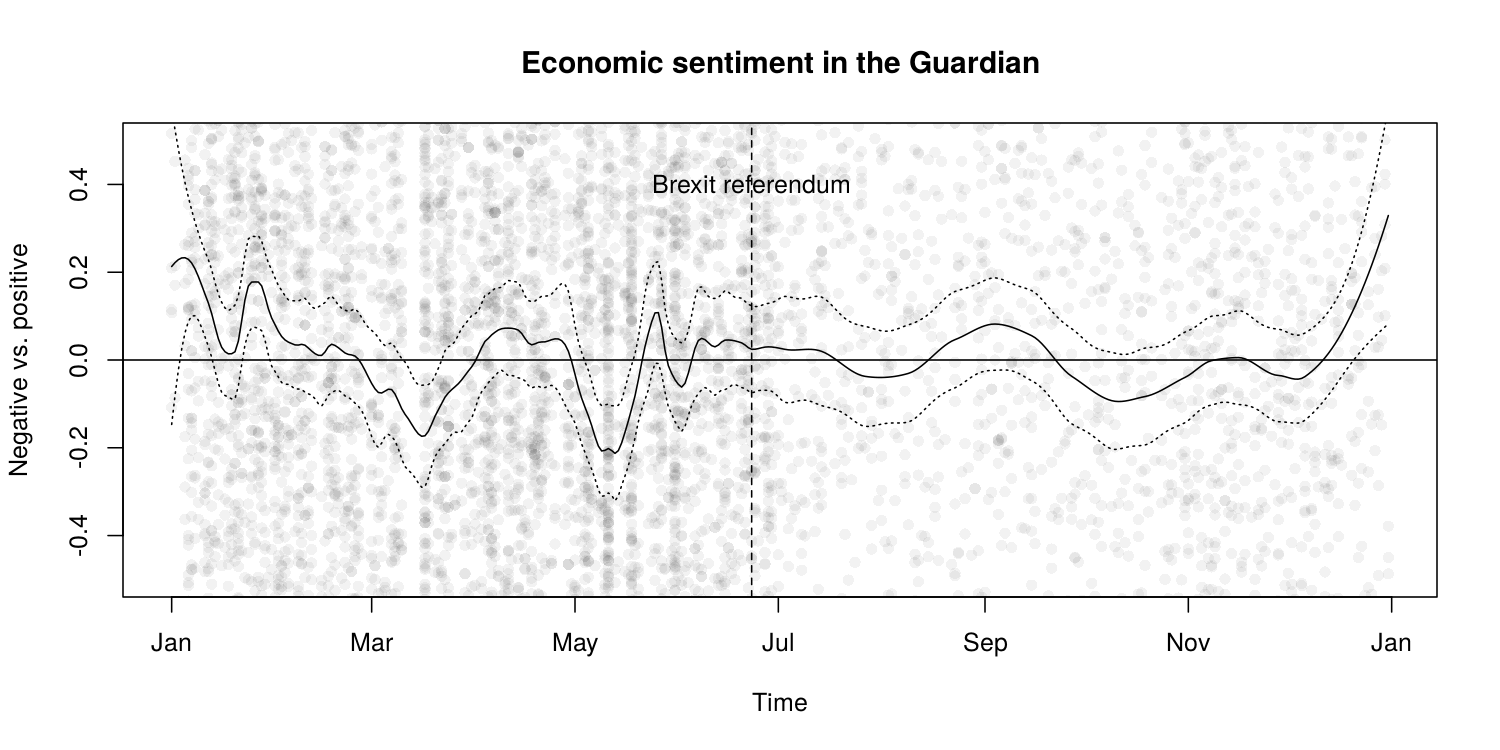 Economic sentiment in the Guardian
Negative vs. positive
0.4
0.2
0.0
-0.2
-0.4
Brexit referendum
Jan
Mar
May
Jul
Sep
Nov
Jan
Time